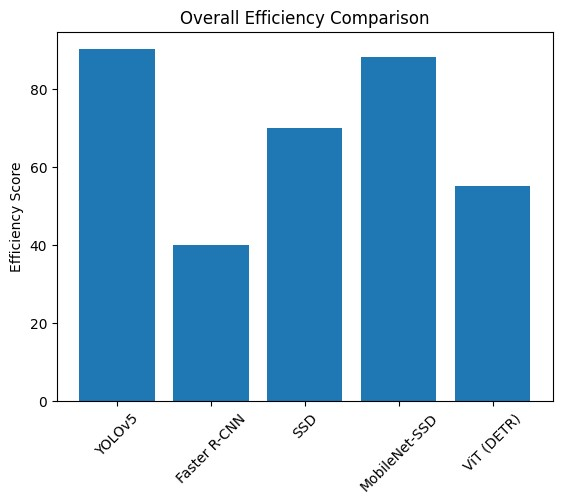 Overall Efficiency Comparison
Efficiency Score
80
60
40
20
0
YOLOv5
Faster R-CNN
SSD
MobileNet-SSD
ViT (DETR)